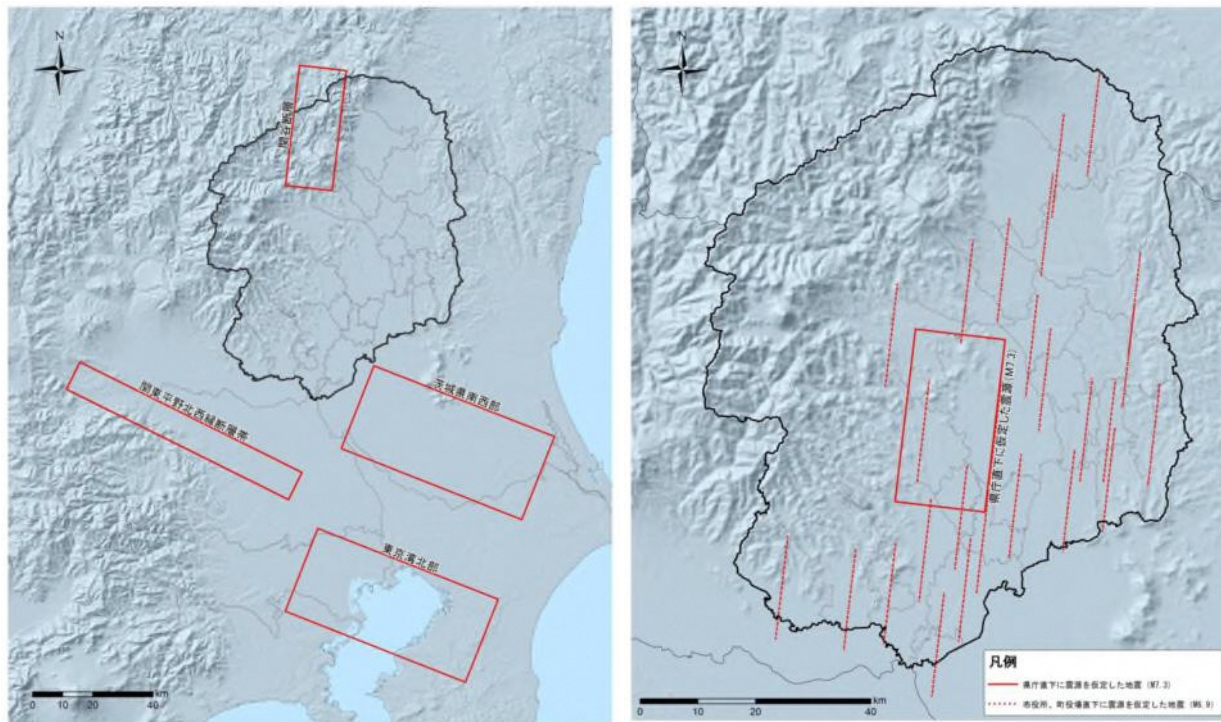 N
関谷断層
関東平野北西縁断層帯
茨城県南西部
東京湾北部
0 10 20 40
km
N
県庁直下に仮定した震源(M7.3)
0 10 20 40
km
凡例
県庁直下に震源を仮定した地震 (M7.3)
市役所、町役場直下に震源を仮定した地震 (M6.9)